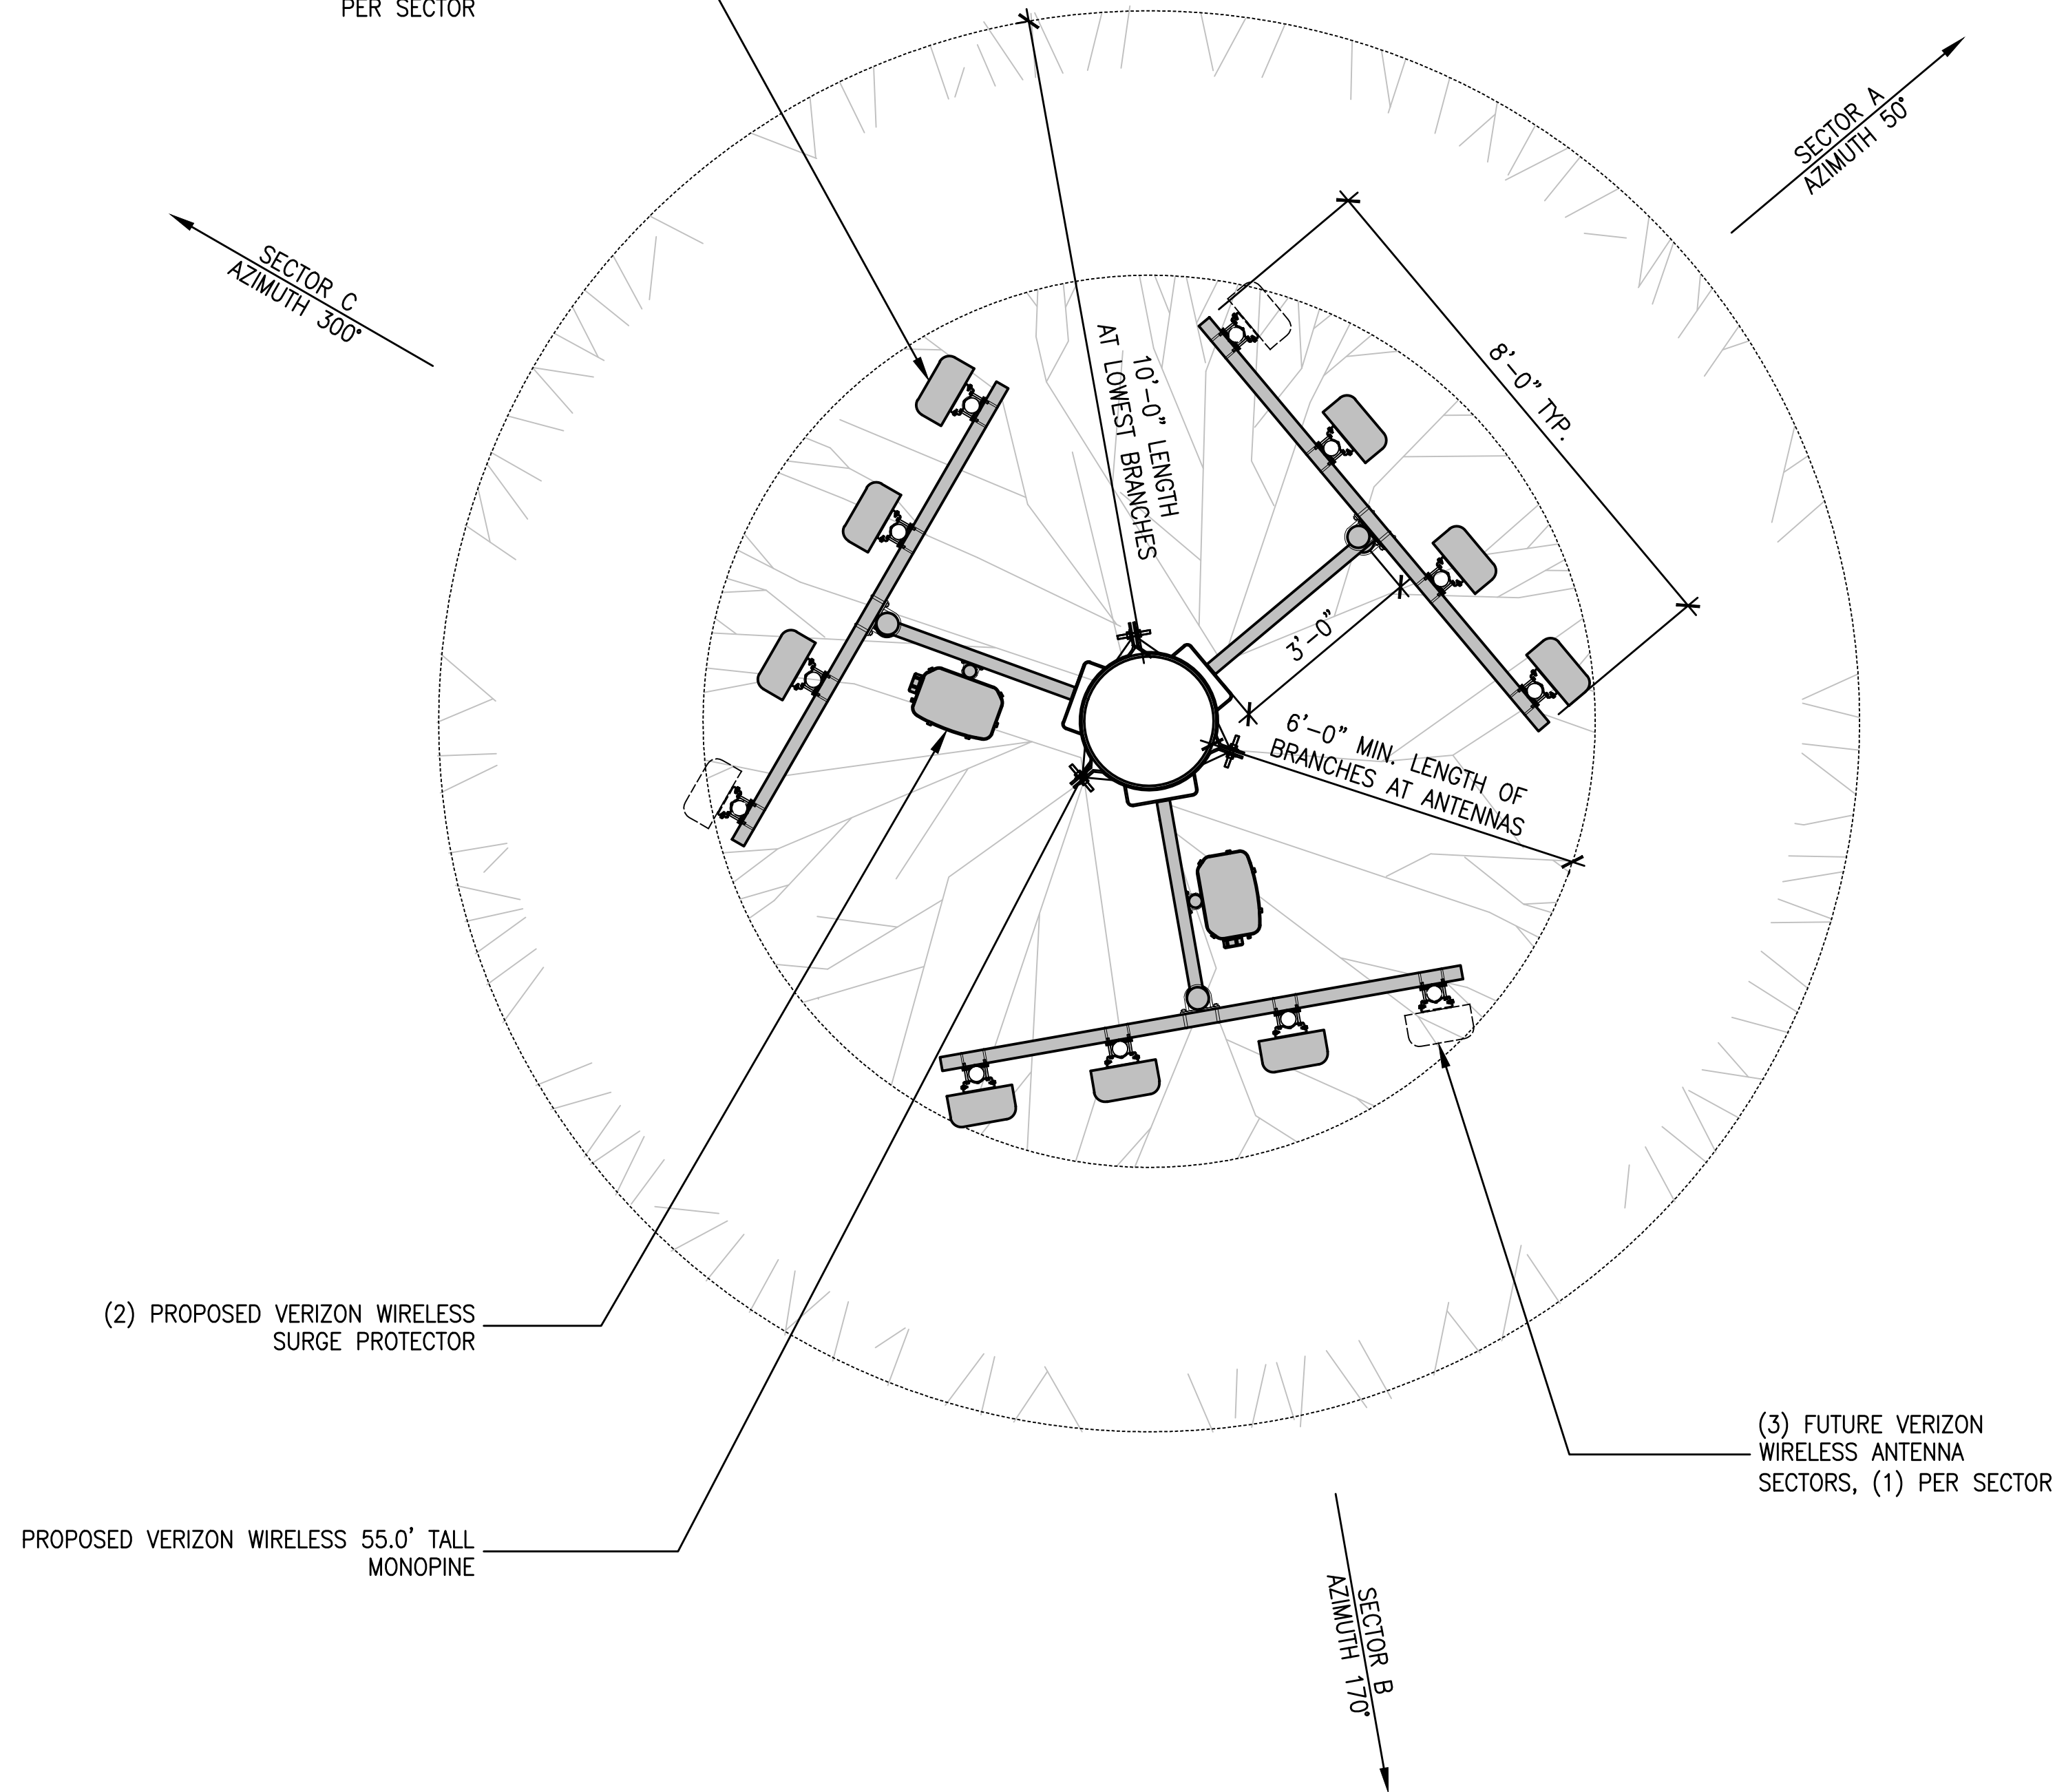 PER SECTOR
SECTOR A
AZIMUTH 50°
SECTOR C
AZIMUTH 300°
10'-0" LENGTH
AT LOWEST BRANCHES
8'-0" TYP.
3'-0"
6'-0" MIN. LENGTH OF
BRANCHES AT ANTENNAS
(2) PROPOSED VERIZON WIRELESS
SURGE PROTECTOR
(3) FUTURE VERIZON
WIRELESS ANTENNA
SECTORS, (1) PER SECTOR
PROPOSED VERIZON WIRELESS 55.0' TALL
MONOPINE
SECTOR B
AZIMUTH 170°